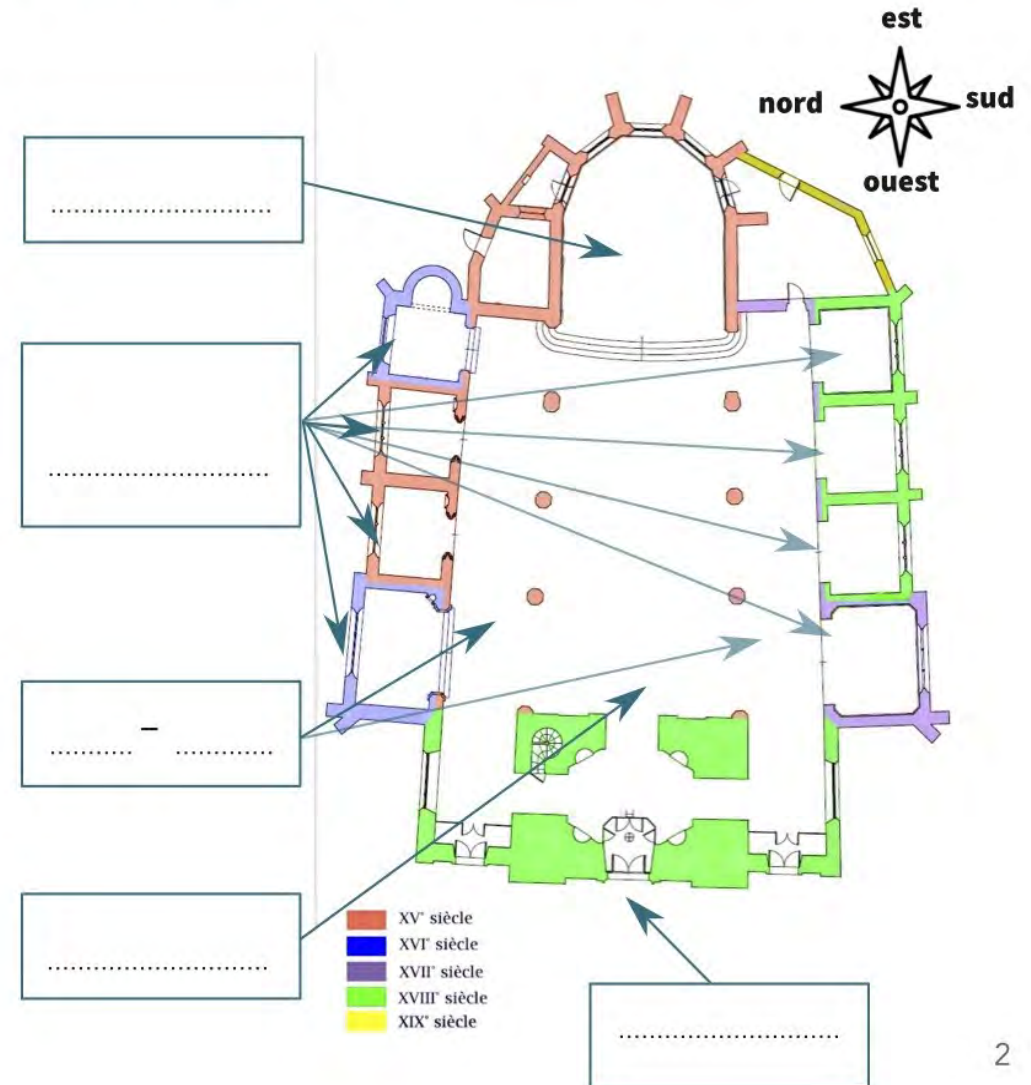 est
nord
sud
ouest
........................
........................
......... – ...........
........................
XVᵉ siècle
XVIᵉ siècle
XVIIᵉ siècle
XVIIIᵉ siècle
XIXᵉ siècle
........................
2